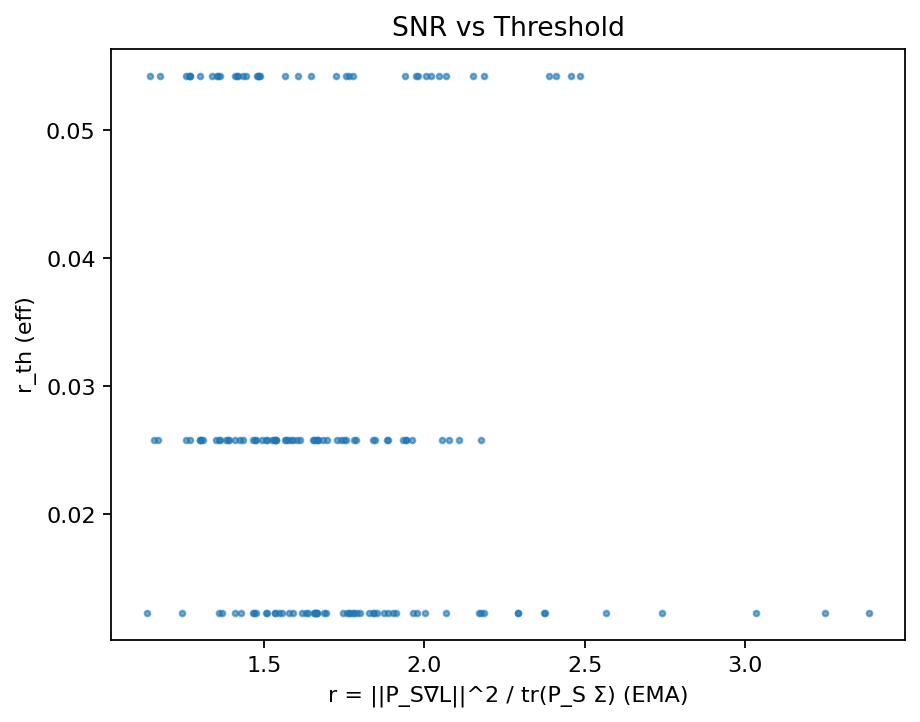 SNR vs Threshold
r_th (eff)
0.05
0.04
0.03
0.02
1.5 2.0 2.5 3.0
r = ||P_S∇L||^2 / tr(P_S Σ) (EMA)